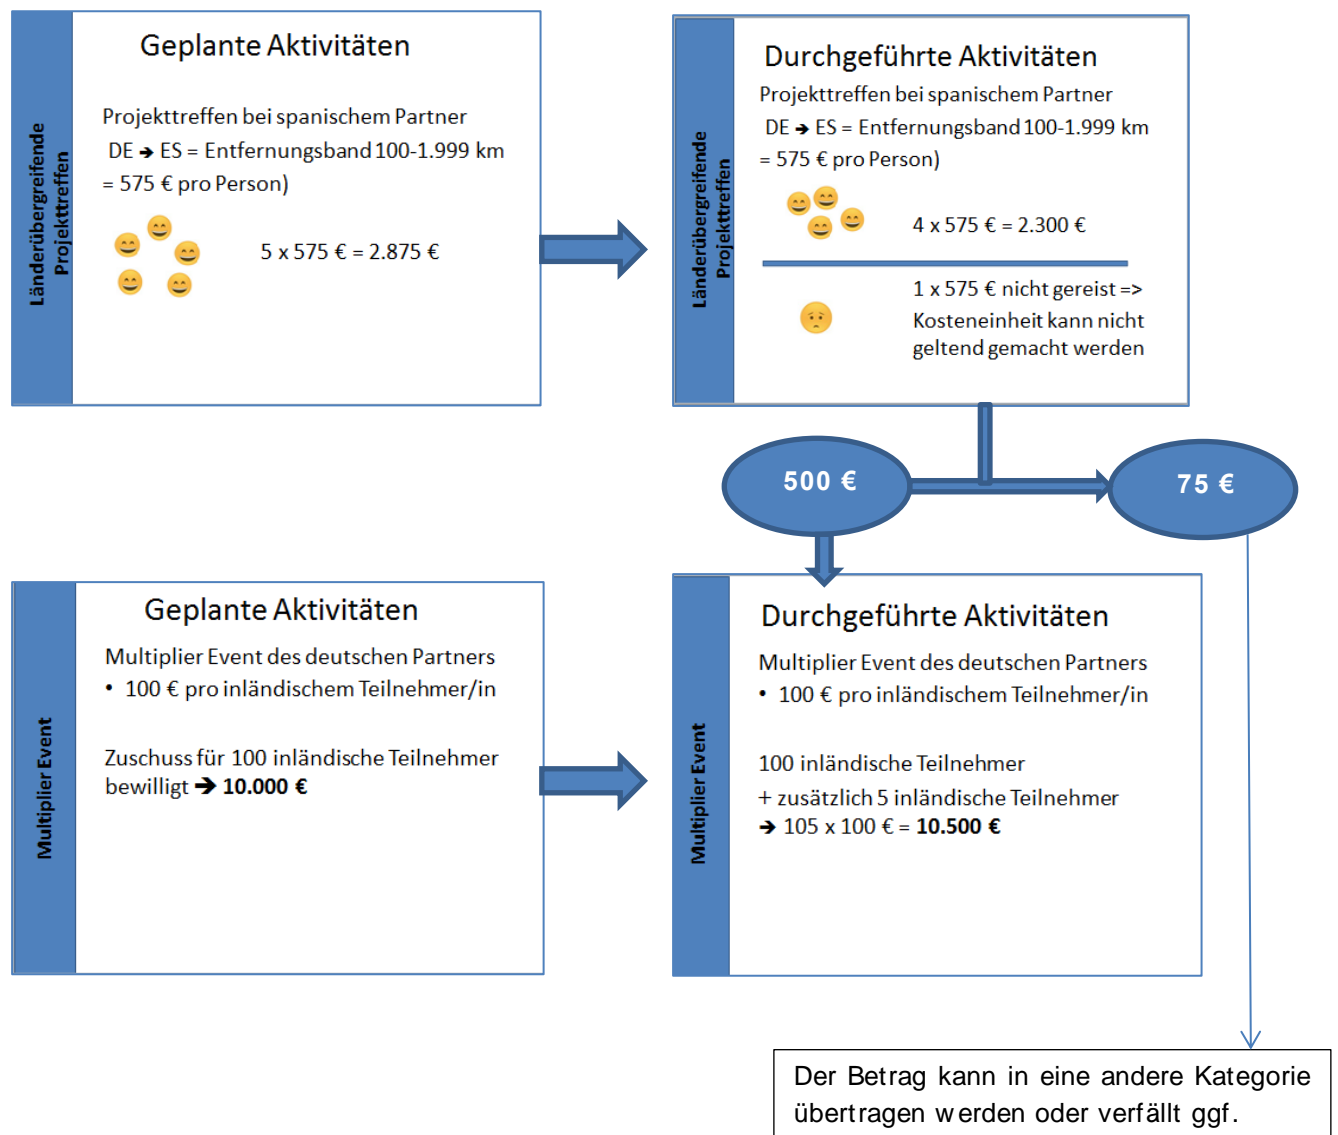 Länderübergreifende
Projekttreffen
Geplante Aktivitäten
Projekttreffen bei spanischem Partner
DE ➔ ES = Entfernungsband 100-1.999 km
= 575 € pro Person)
5 x 575 € = 2.875 €
Länderübergreifende
Projekttreffen
Durchgeführte Aktivitäten
Projekttreffen bei spanischem Partner
DE ➔ ES = Entfernungsband 100-1.999 km
= 575 € pro Person)
4 x 575 € = 2.300 €
1 x 575 € nicht gereist =>
Kosteneinheit kann nicht
geltend gemacht werden
500 €
75 €
Multiplier Event
Geplante Aktivitäten
Multiplier Event des deutschen Partners
• 100 € pro inländischem Teilnehmer/in
Zuschuss für 100 inländische Teilnehmer
bewilligt ➔ 10.000 €
Multiplier Event
Durchgeführte Aktivitäten
Multiplier Event des deutschen Partners
• 100 € pro inländischem Teilnehmer/in
100 inländische Teilnehmer
+ zusätzlich 5 inländische Teilnehmer
➔ 105 x 100 € = 10.500 €
Der Betrag kann in eine andere Kategorie
übertragen werden oder verfällt ggf.